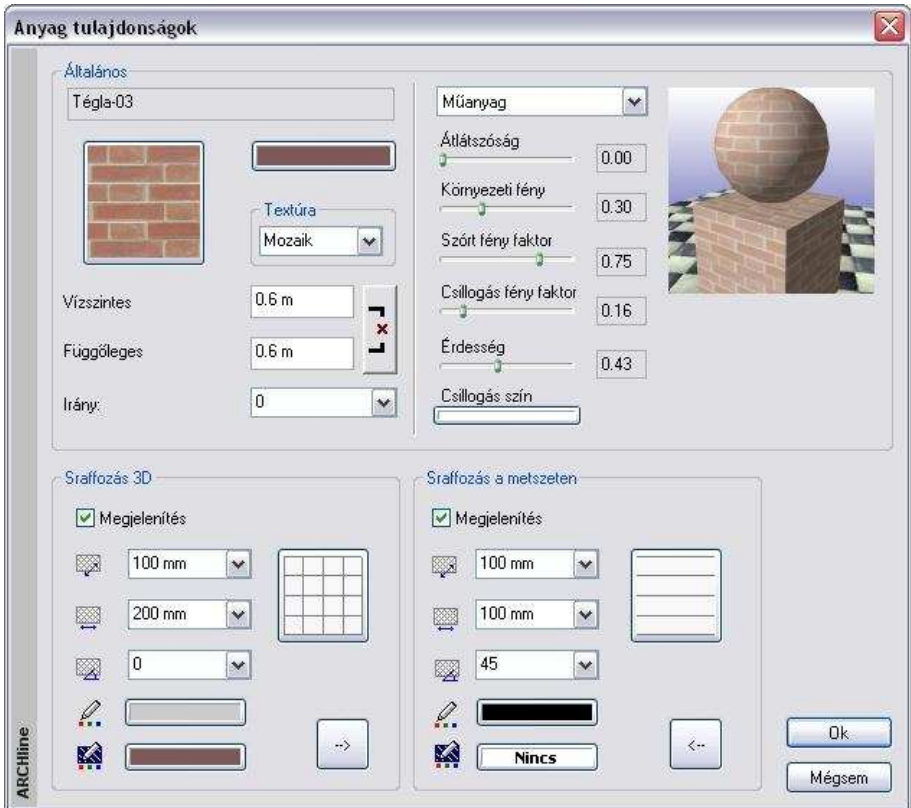 Anyag tulajdonságok
Általános
Tégla-03
Textúra
Mozaik
Vízszintes
0.6 m
Függőleges
0.6 m
Irány:
0
Műanyag
Átlátszóság
0.00
Környezeti fény
0.30
Szórt fény faktor
0.75
Csillogás fény faktor
0.16
Érdesség
0.43
Csillogás szín
Sraffozás 3D
Megjelenítés
100 mm
200 mm
0
-->
Sraffozás a metszeten
Megjelenítés
100 mm
100 mm
45
Nincs
<--
Ok
Mégsem
ARCHline